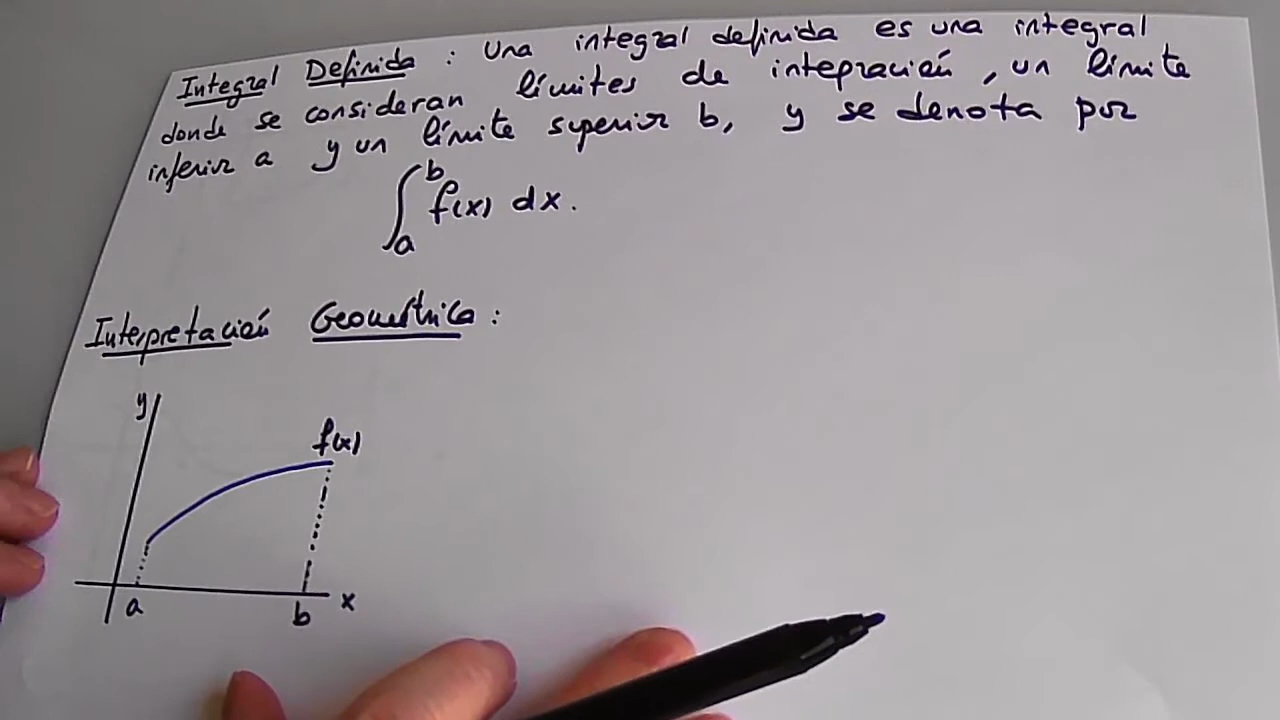 Integral Definida : Una integral definida es una integral
donde se consideran límites de integración, un límite
inferior a y un límite superior b, y se denota por
∫_a^b f(x) dx.
Interpretación Geométrica :
y
f(x)
a b x